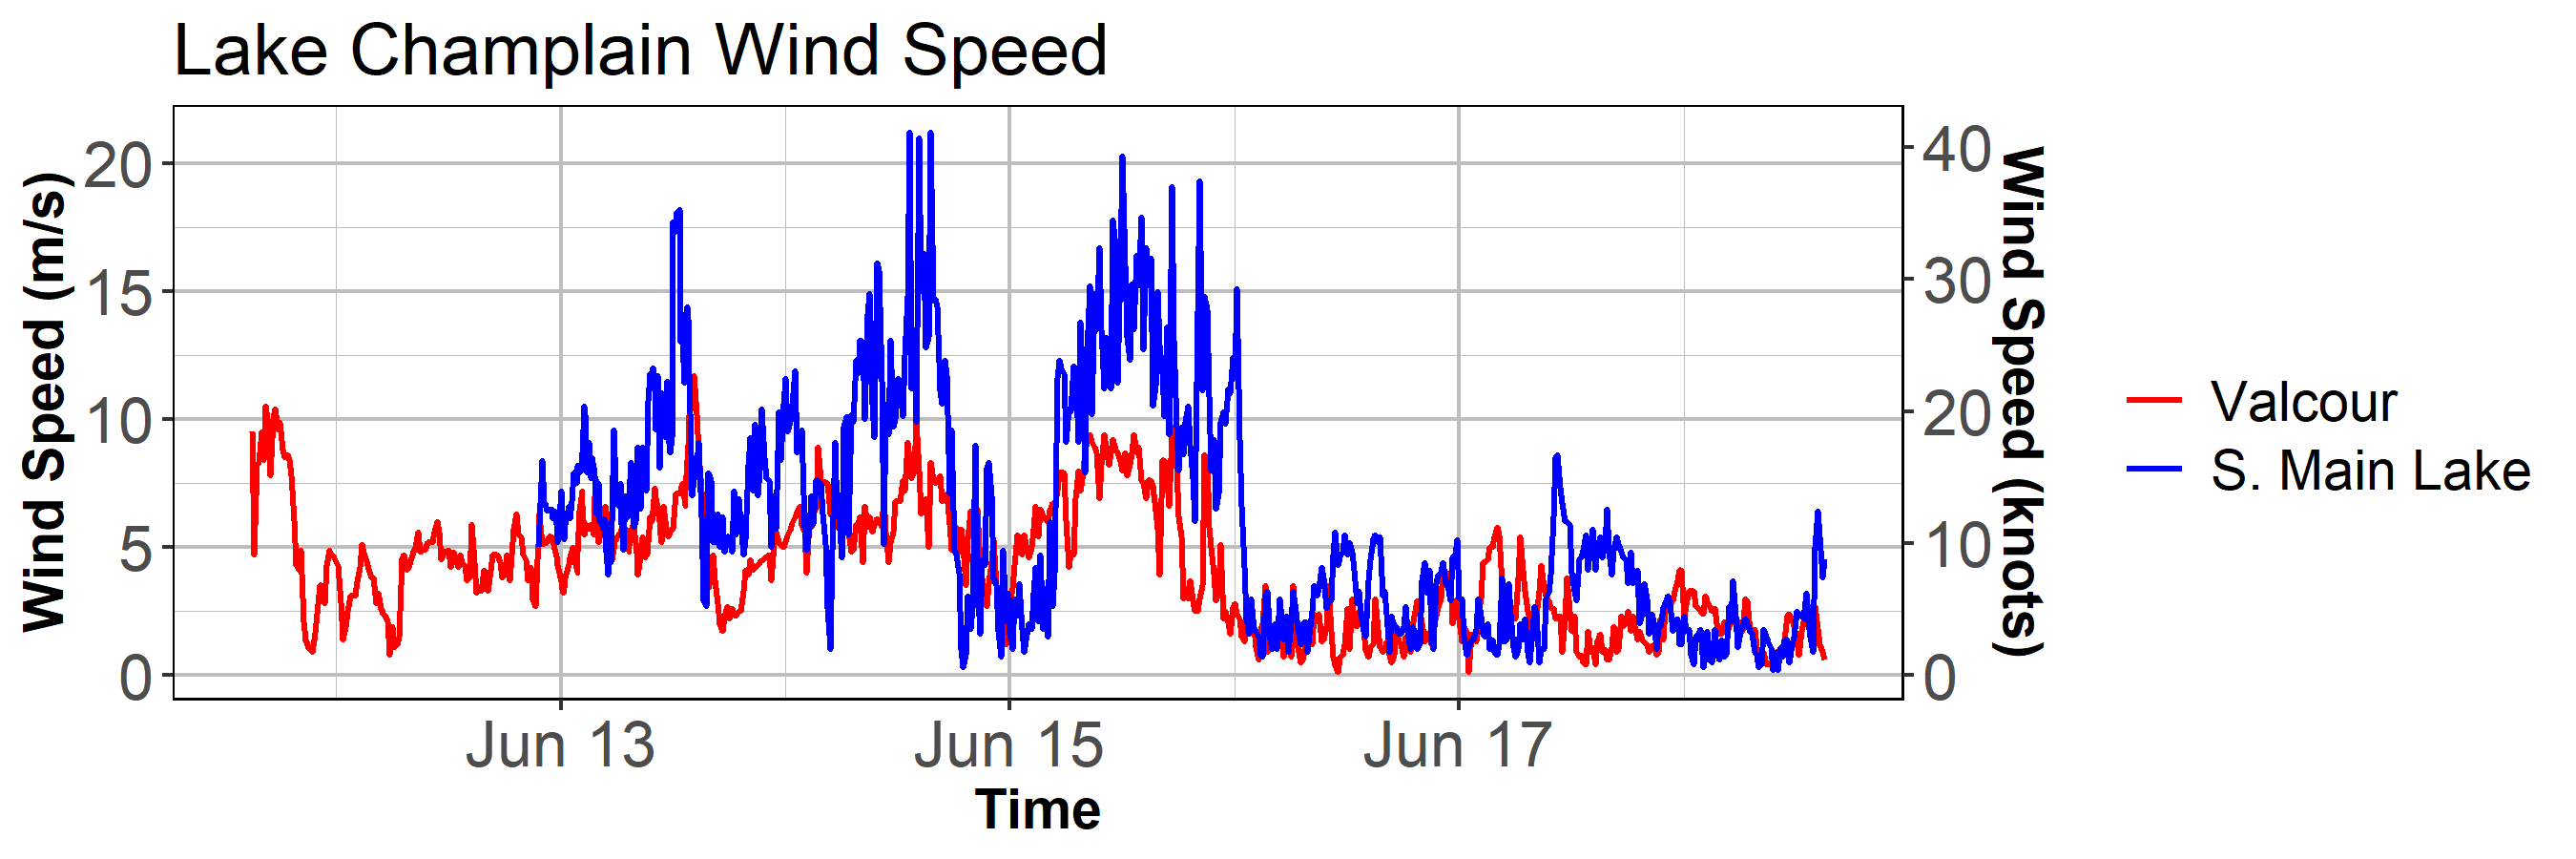 Lake Champlain Wind Speed
Wind Speed (m/s)
20
15
10
5
0
40
30
20
10
0
Wind Speed (knots)
Jun 13
Jun 15
Jun 17
Time
Valcour
S. Main Lake